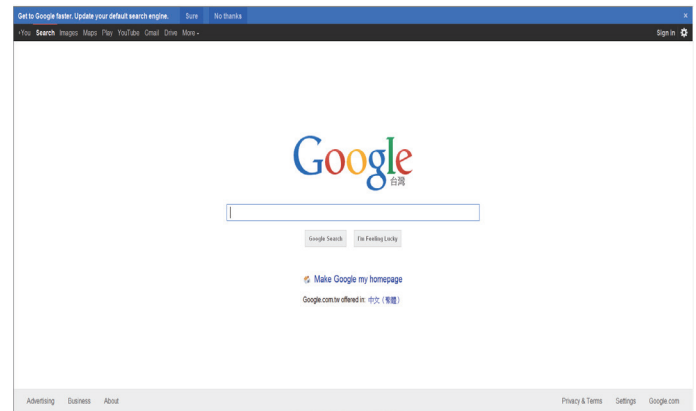 Get to Google faster. Update your default search engine. Sure No thanks x
+You Search Images Maps Play YouTube Gmail Drive More Sign in
Google
台灣
Google Search I'm Feeling Lucky
Make Google my homepage
Google.com.tw offered in: 中文（繁體）
Advertising Business About Privacy & Terms Settings Google.com